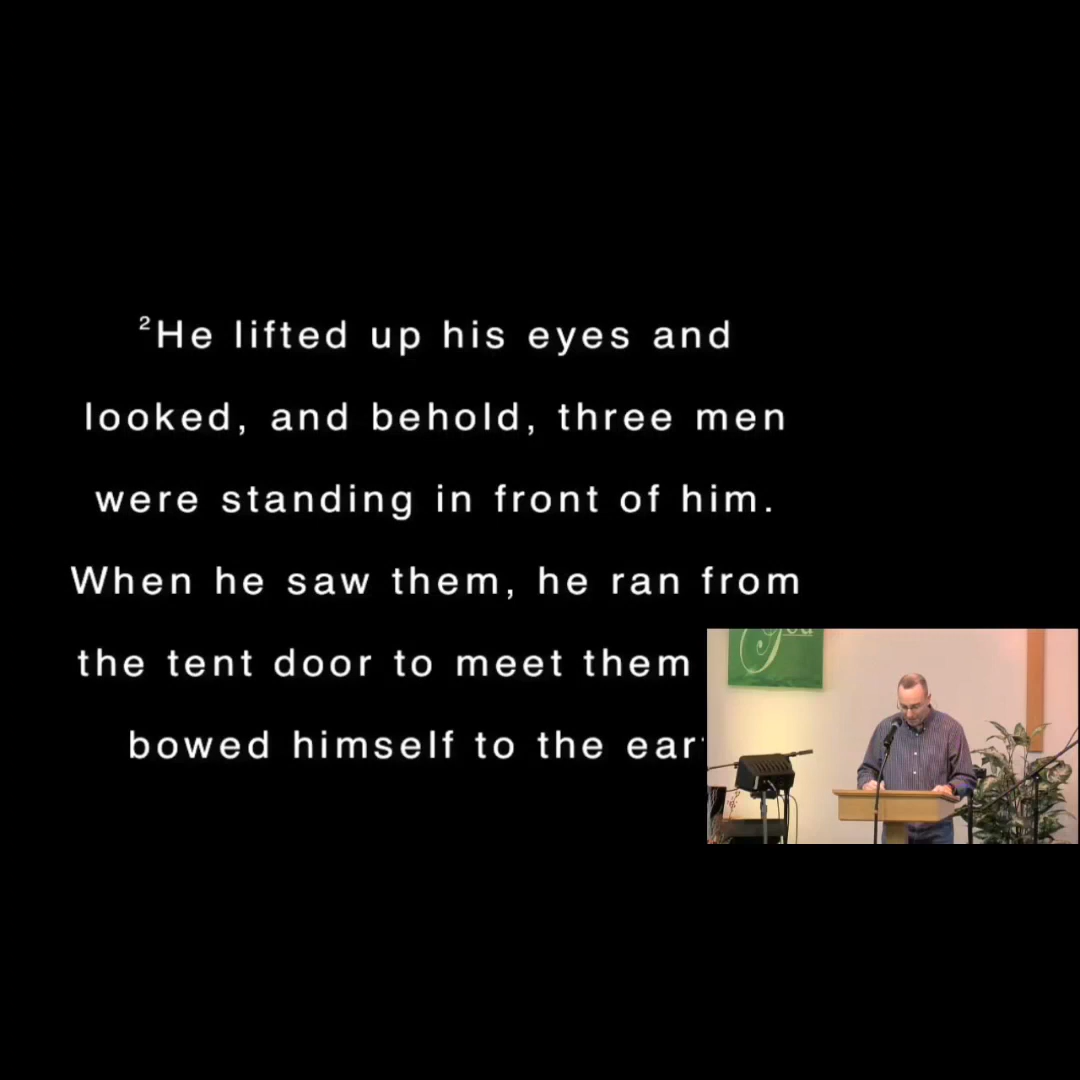 ²He lifted up his eyes and
looked, and behold, three men
were standing in front of him.
When he saw them, he ran from
the tent door to meet them
bowed himself to the